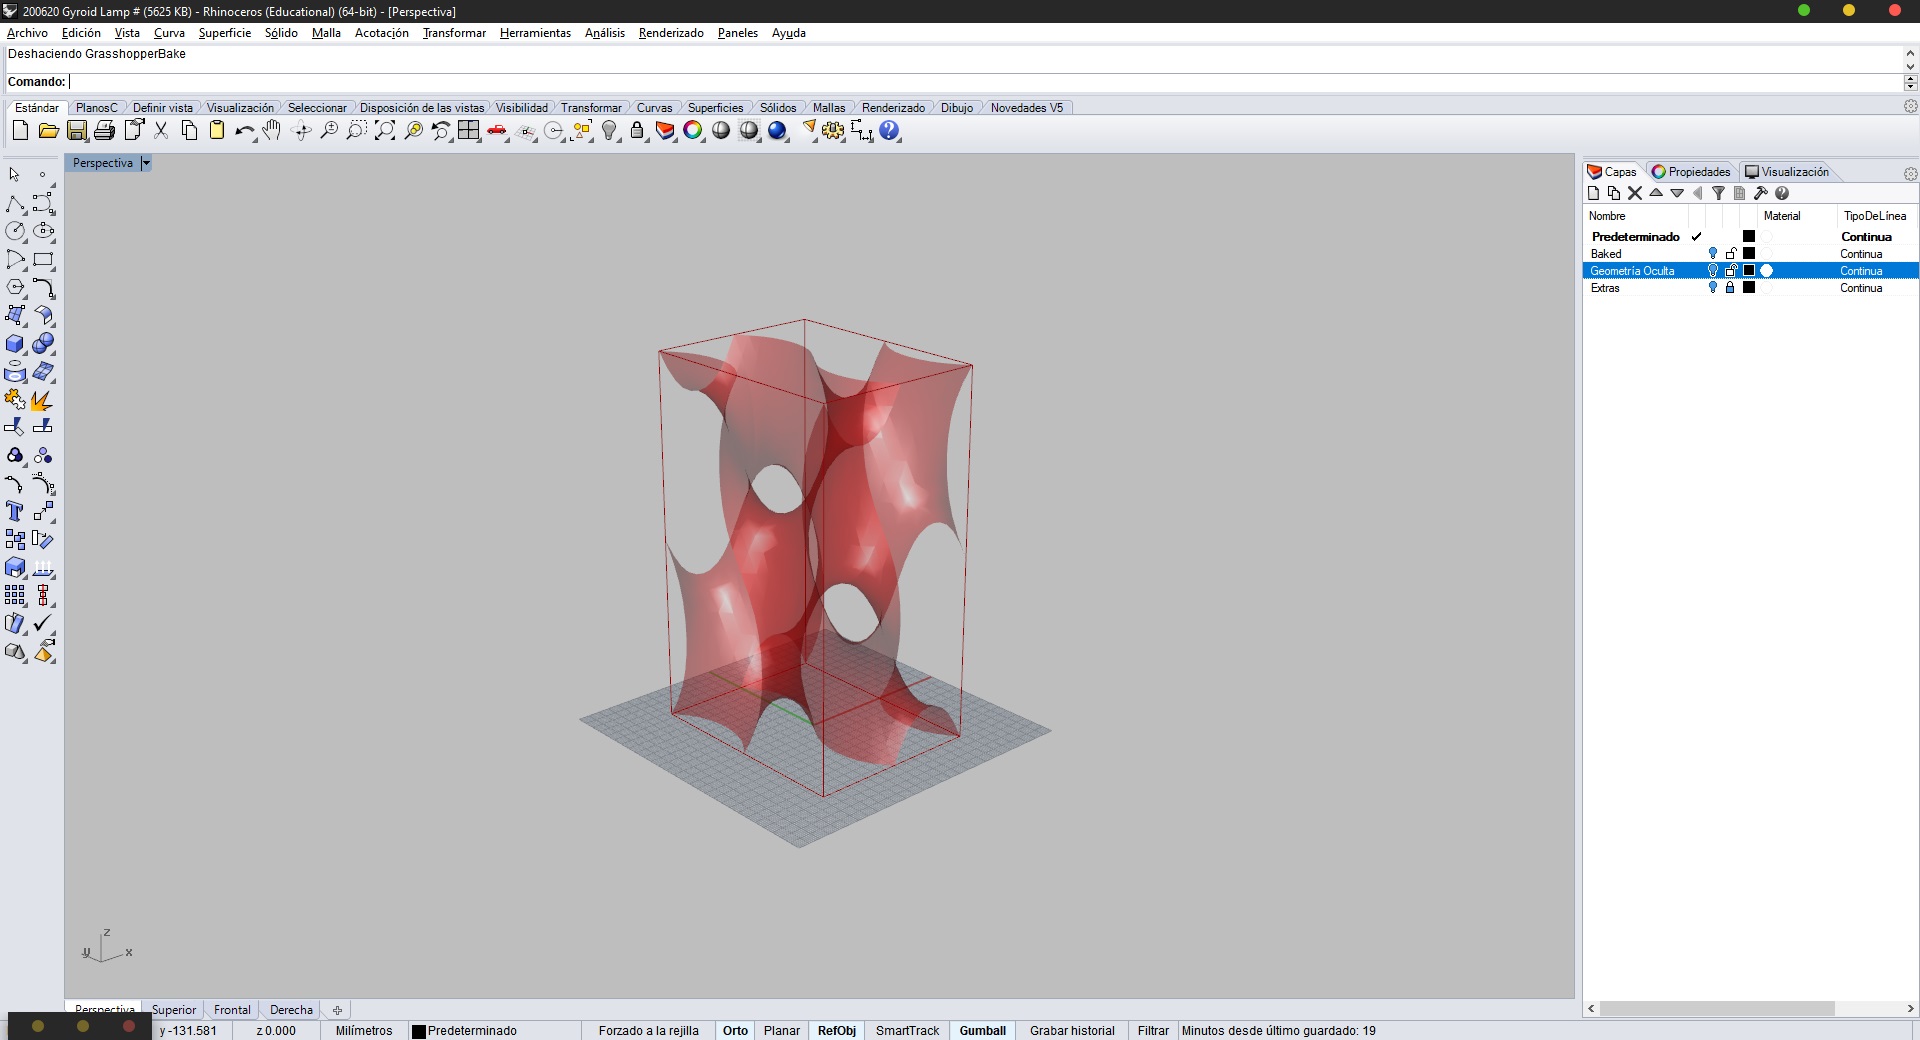 200620 Gyroid Lamp # (5625 KB) - Rhinoceros (Educational) (64-bit) - [Perspectiva]
Archivo Edición Vista Curva Superficie Sólido Malla Acotación Transformar Herramientas Análisis Renderizado Paneles Ayuda
Deshaciendo GrasshopperBake
Comando:
Estándar PlanosC Definir vista Visualización Seleccionar Disposición de las vistas Visibilidad Transformar Curvas Superficies Sólidos Mallas Renderizado Dibujo Novedades V5
Perspectiva
Capas Propiedades Visualización
Nombre Material TipoDeLínea
Predeterminado Continua
Baked Continua
Geometría Oculta Continua
Extras Continua
z
y x
Perspectiva Superior Frontal Derecha
y -131.581 z 0.000 Milímetros Predeterminado Forzado a la rejilla Orto Planar RefObj SmartTrack Gumball Grabar historial Filtrar Minutos desde último guardado: 19